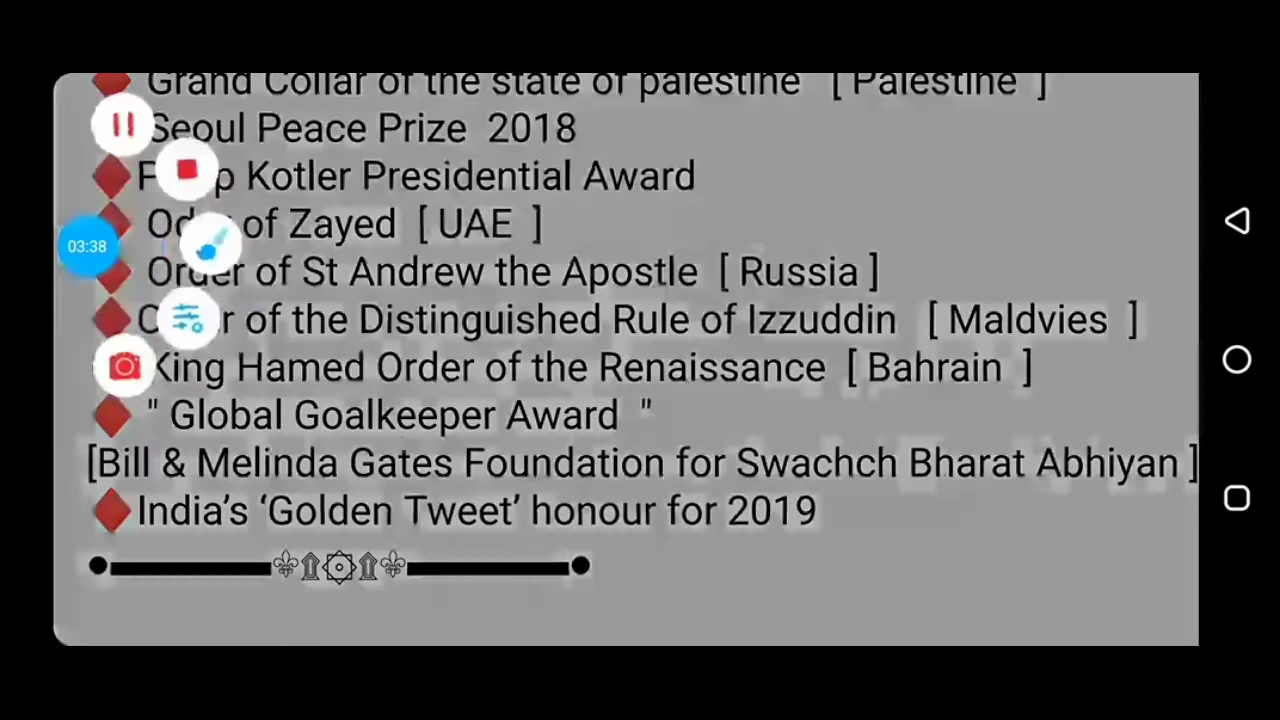 Grand Collar of the state of palestine [ Palestine ]
Seoul Peace Prize 2018
Kotler Presidential Award
of Zayed [ UAE ]
Order of St Andrew the Apostle [ Russia ]
of the Distinguished Rule of Izzuddin [ Maldvies ]
King Hamed Order of the Renaissance [ Bahrain ]
" Global Goalkeeper Award "
[Bill & Melinda Gates Foundation for Swachch Bharat Abhiyan ]
India’s ‘Golden Tweet’ honour for 2019
03:38